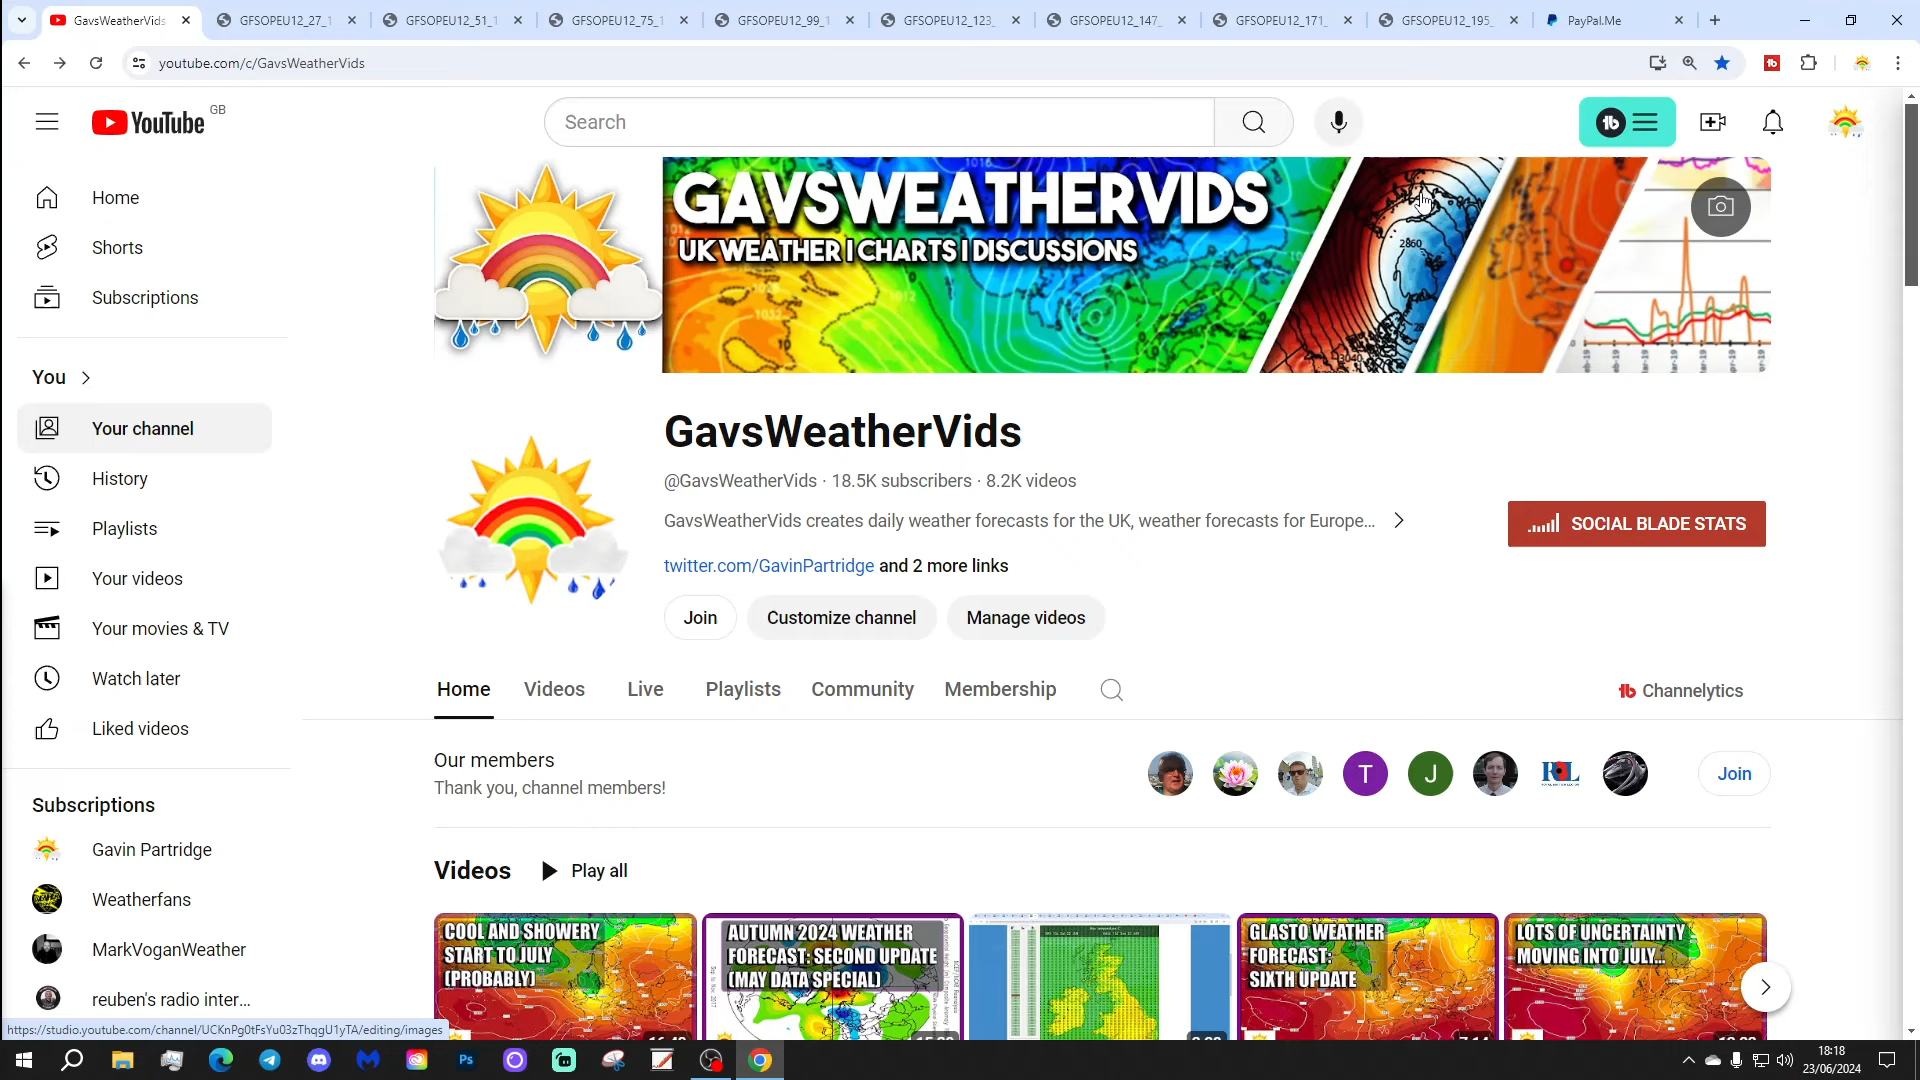 GavsWeatherVids
GFSOPEU12_27_1
GFSOPEU12_51_1
GFSOPEU12_75_1
GFSOPEU12_99_1
GFSOPEU12_123_
GFSOPEU12_147_
GFSOPEU12_171_
GFSOPEU12_195_
PayPal.Me
youtube.com/c/GavsWeatherVids
YouTube GB
Search
Home
Shorts
Subscriptions
You
Your channel
History
Playlists
Your videos
Your movies & TV
Watch later
Liked videos
Subscriptions
Gavin Partridge
Weatherfans
MarkVoganWeather
reuben's radio inter...
GAVSWEATHERVIDS
UK WEATHER | CHARTS | DISCUSSIONS
1016
1012
1032
2860
3040
GavsWeatherVids
@GavsWeatherVids · 18.5K subscribers · 8.2K videos
GavsWeatherVids creates daily weather forecasts for the UK, weather forecasts for Europe...
twitter.com/GavinPartridge and 2 more links
SOCIAL BLADE STATS
Join
Customize channel
Manage videos
Home
Videos
Live
Playlists
Community
Membership
Channelytics
Our members
Thank you, channel members!
T
J
Join
Videos
Play all
COOL AND SHOWERY
START TO JULY
(PROBABLY)
AUTUMN 2024 WEATHER
FORECAST: SECOND UPDATE
(MAY DATA SPECIAL)
GLASTO WEATHER
FORECAST:
SIXTH UPDATE
LOTS OF UNCERTAINTY
MOVING INTO JULY...
https://studio.youtube.com/channel/UCKnPg0tFsYu03zThqgU1yTA/editing/images
Ps
18:18
23/06/2024